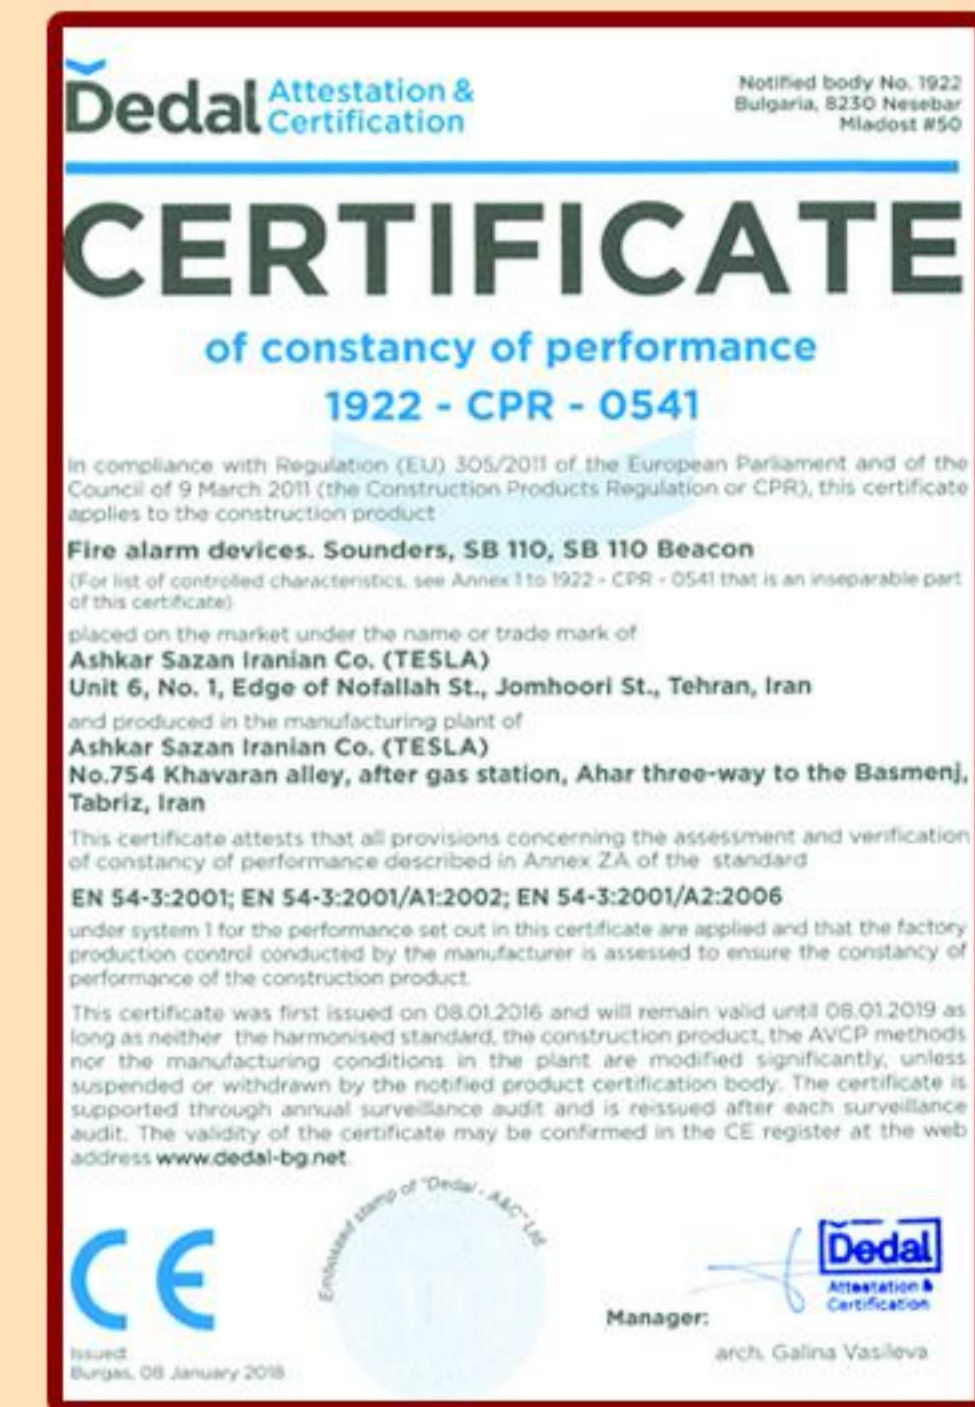 Ďedal Attestation & Certification
Notified body No. 1922
Bulgaria, 8230 Nesebar
Mladost #50
CERTIFICATE
of constancy of performance
1922 - CPR - 0541
In compliance with Regulation (EU) 305/2011 of the European Parliament and of the
Council of 9 March 2011 (the Construction Products Regulation or CPR), this certificate
applies to the construction product
Fire alarm devices. Sounders, SB 110, SB 110 Beacon
(For list of controlled characteristics, see Annex 1 to 1922 - CPR - 0541 that is an inseparable part
of this certificate)
placed on the market under the name or trade mark of
Ashkar Sazan Iranian Co. (TESLA)
Unit 6, No. 1, Edge of Nofallah St., Jomhoori St., Tehran, Iran
and produced in the manufacturing plant of
Ashkar Sazan Iranian Co. (TESLA)
No.754 Khavaran alley, after gas station, Ahar three-way to the Basmenj,
Tabriz, Iran
This certificate attests that all provisions concerning the assessment and verification
of constancy of performance described in Annex ZA of the standard
EN 54-3:2001; EN 54-3:2001/A1:2002; EN 54-3:2001/A2:2006
under system 1 for the performance set out in this certificate are applied and that the factory
production control conducted by the manufacturer is assessed to ensure the constancy of
performance of the construction product
This certificate was first issued on 08.01.2016 and will remain valid until 08.01.2019 as
long as neither the harmonised standard, the construction product, the AVCP methods
nor the manufacturing conditions in the plant are modified significantly, unless
suspended or withdrawn by the notified product certification body. The certificate is
supported through annual surveillance audit and is reissued after each surveillance
audit. The validity of the certificate may be confirmed in the CE register at the web
address www.dedal-bg.net
Embossed stamp of "Dedal - A&C" Ltd
CE
Ďedal
Attestation &
Certification
Manager:
arch. Galina Vasileva
Issued:
Burgas, 08 January 2018